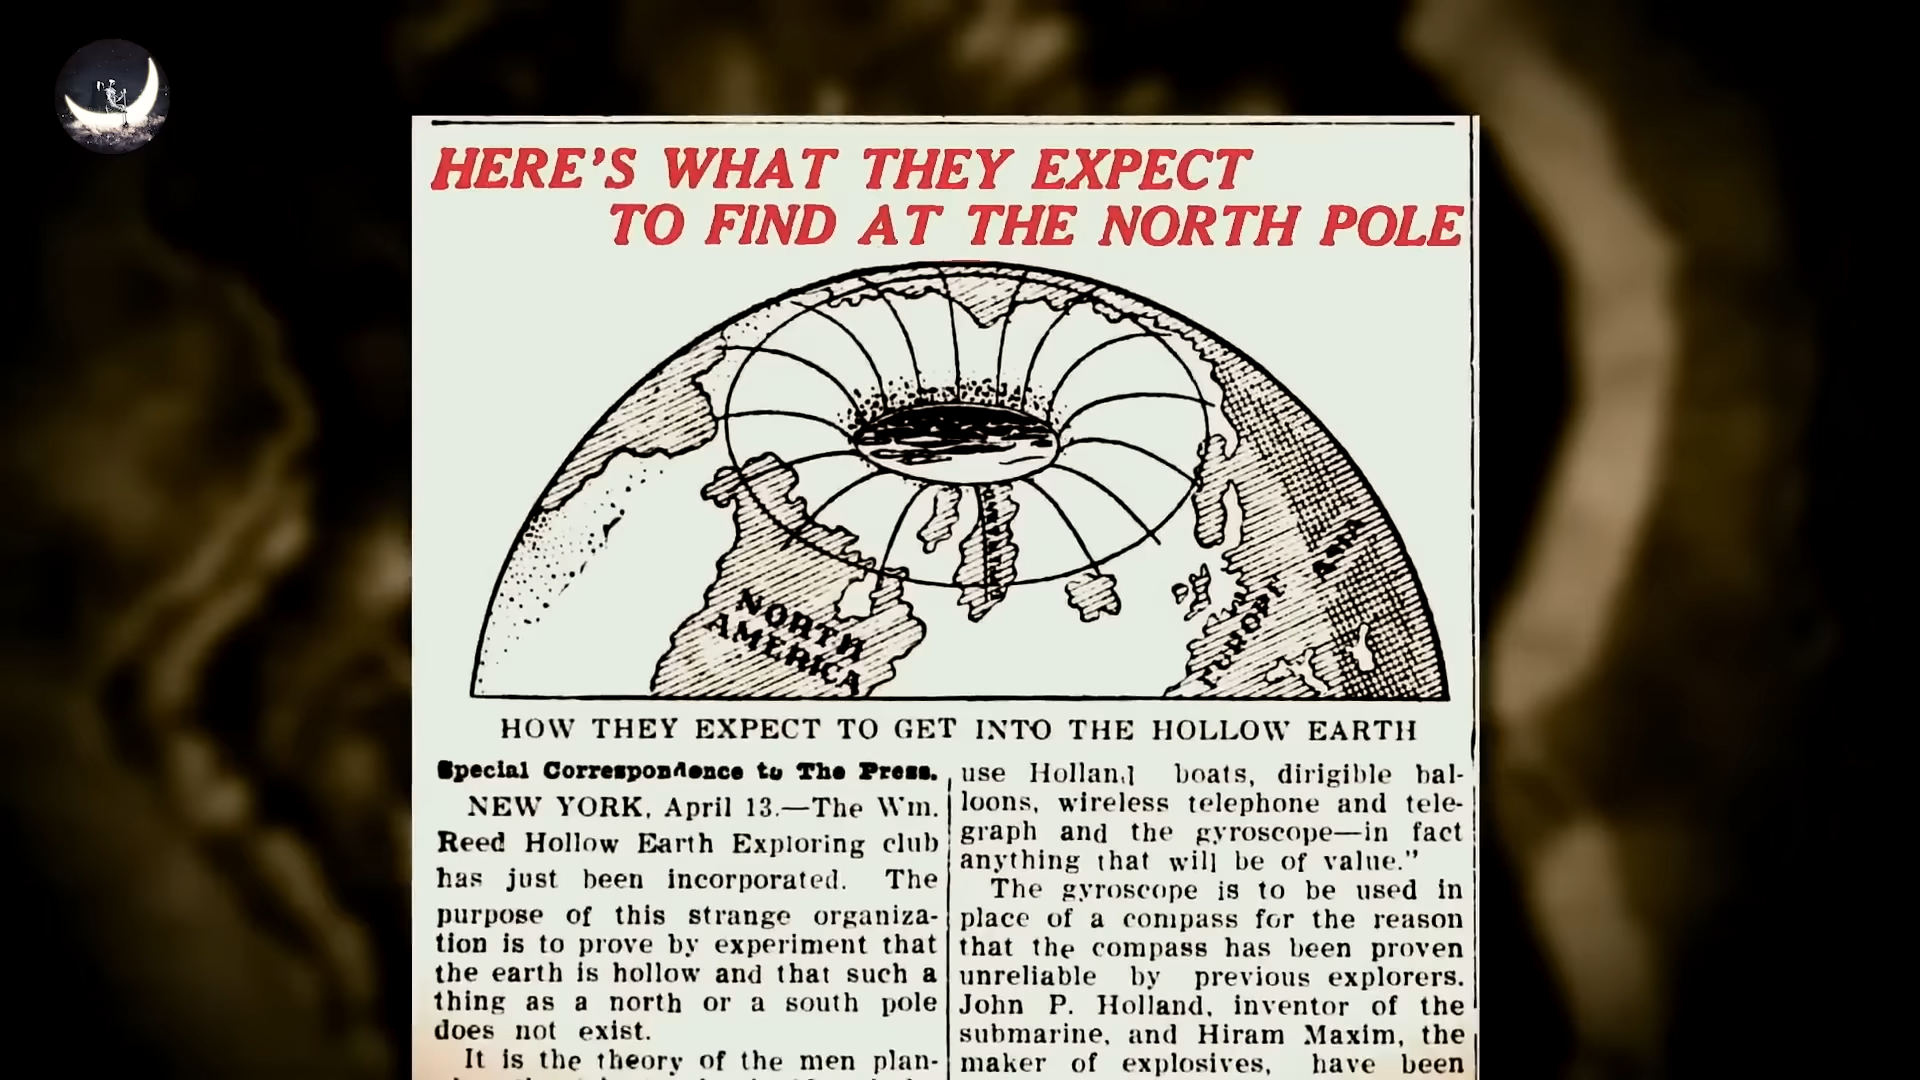 HERE'S WHAT THEY EXPECT
TO FIND AT THE NORTH POLE
NORTH
AMERICA
EUROPE
ASIA
HOW THEY EXPECT TO GET INTO THE HOLLOW EARTH
Special Correspondence to The Press.
NEW YORK, April 13.—The Wm.
Reed Hollow Earth Exploring club
has just been incorporated. The
purpose of this strange organiza-
tion is to prove by experiment that
the earth is hollow and that such a
thing as a north or a south pole
does not exist.
It is the theory of the men plan-
use Holland boats, dirigible bal-
loons, wireless telephone and tele-
graph and the gyroscope—in fact
anything that will be of value."
The gyroscope is to be used in
place of a compass for the reason
that the compass has been proven
unreliable by previous explorers.
John P. Holland, inventor of the
submarine, and Hiram Maxim, the
maker of explosives, have been